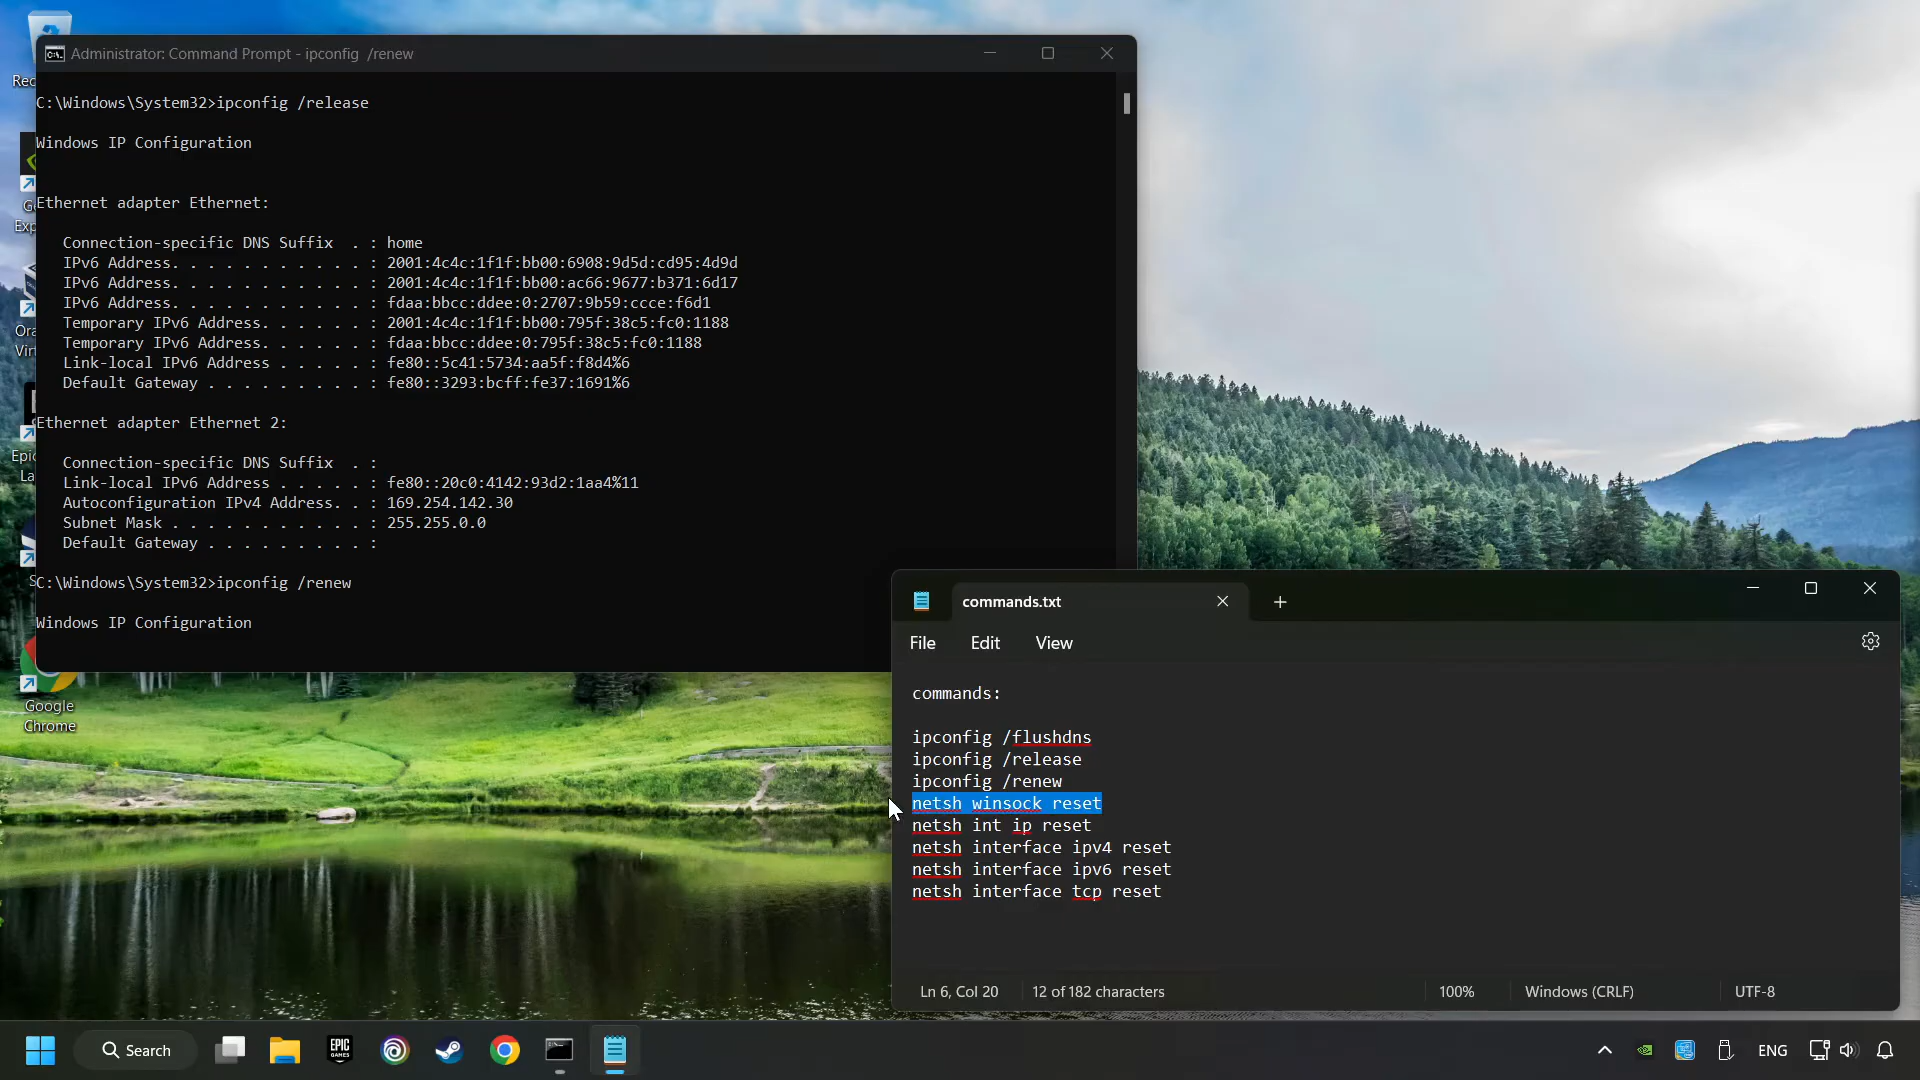 Administrator: Command Prompt - ipconfig  /renew
C:\Windows\System32>ipconfig /release
Windows IP Configuration
Ethernet adapter Ethernet:
Connection-specific DNS Suffix  . : home
IPv6 Address. . . . . . . . . . . : 2001:4c4c:1f1f:bb00:6908:9d5d:cd95:4d9d
IPv6 Address. . . . . . . . . . . : 2001:4c4c:1f1f:bb00:ac66:9677:b371:6d17
IPv6 Address. . . . . . . . . . . : fdaa:bbcc:ddee:0:2707:9b59:ccce:f6d1
Temporary IPv6 Address. . . . . . : 2001:4c4c:1f1f:bb00:795f:38c5:fc0:1188
Temporary IPv6 Address. . . . . . : fdaa:bbcc:ddee:0:795f:38c5:fc0:1188
Link-local IPv6 Address . . . . . : fe80::5c41:5734:aa5f:f8d4%6
Default Gateway . . . . . . . . . : fe80::3293:bcff:fe37:1691%6
Ethernet adapter Ethernet 2:
Connection-specific DNS Suffix  . :
Link-local IPv6 Address . . . . . : fe80::20c0:4142:93d2:1aa4%11
Autoconfiguration IPv4 Address. . : 169.254.142.30
Subnet Mask . . . . . . . . . . . : 255.255.0.0
Default Gateway . . . . . . . . . :
C:\Windows\System32>ipconfig /renew
Windows IP Configuration
Google
Chrome
commands.txt
File Edit View
commands:
ipconfig /flushdns
ipconfig /release
ipconfig /renew
netsh winsock reset
netsh int ip reset
netsh interface ipv4 reset
netsh interface ipv6 reset
netsh interface tcp reset
Ln 6, Col 20 12 of 182 characters 100% Windows (CRLF) UTF-8
Search EPIC GAMES ENG